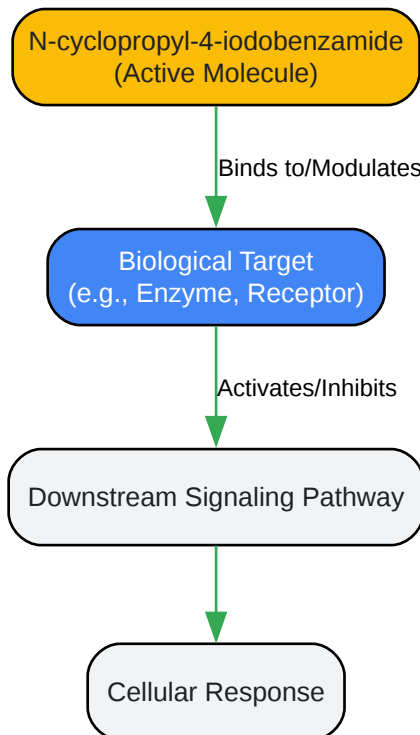 N-cyclopropyl-4-iodobenzamide
(Active Molecule)
Binds to/Modulates
Biological Target
(e.g., Enzyme, Receptor)
Activates/Inhibits
Downstream Signaling Pathway
Cellular Response